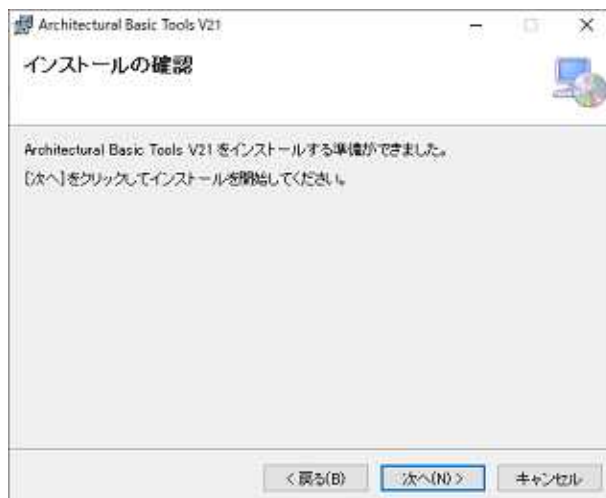 Architectural Basic Tools V21
インストールの確認
Architectural Basic Tools V21 をインストールする準備ができました。
[次へ]をクリックしてインストールを開始してください。
< 戻る(B)
次へ(N) >
キャンセル